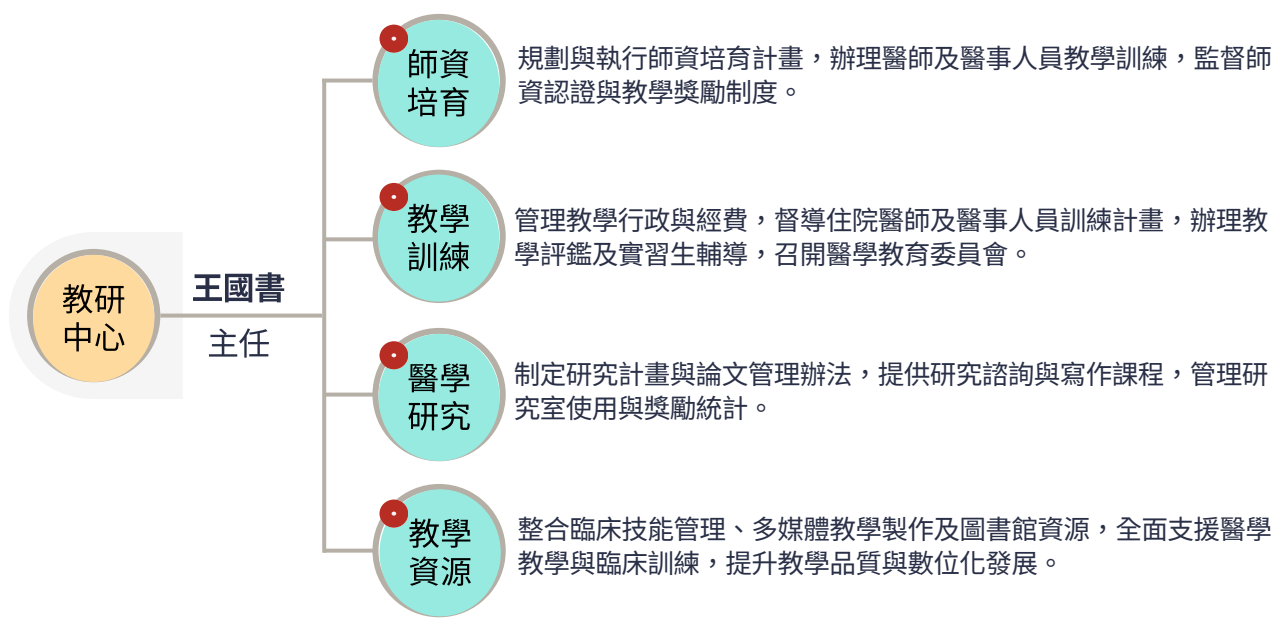 師資
培育
規劃與執行師資培育計畫，辦理醫師及醫事人員教學訓練，監督師
資認證與教學獎勵制度。
教學
訓練
管理教學行政與經費，督導住院醫師及醫事人員訓練計畫，辦理教
學評鑑及實習生輔導，召開醫學教育委員會。
教研
中心
王國書
主任
醫學
研究
制定研究計畫與論文管理辦法，提供研究諮詢與寫作課程，管理研
究室使用與獎勵統計。
教學
資源
整合臨床技能管理、多媒體教學製作及圖書館資源，全面支援醫學
教學與臨床訓練，提升教學品質與數位化發展。